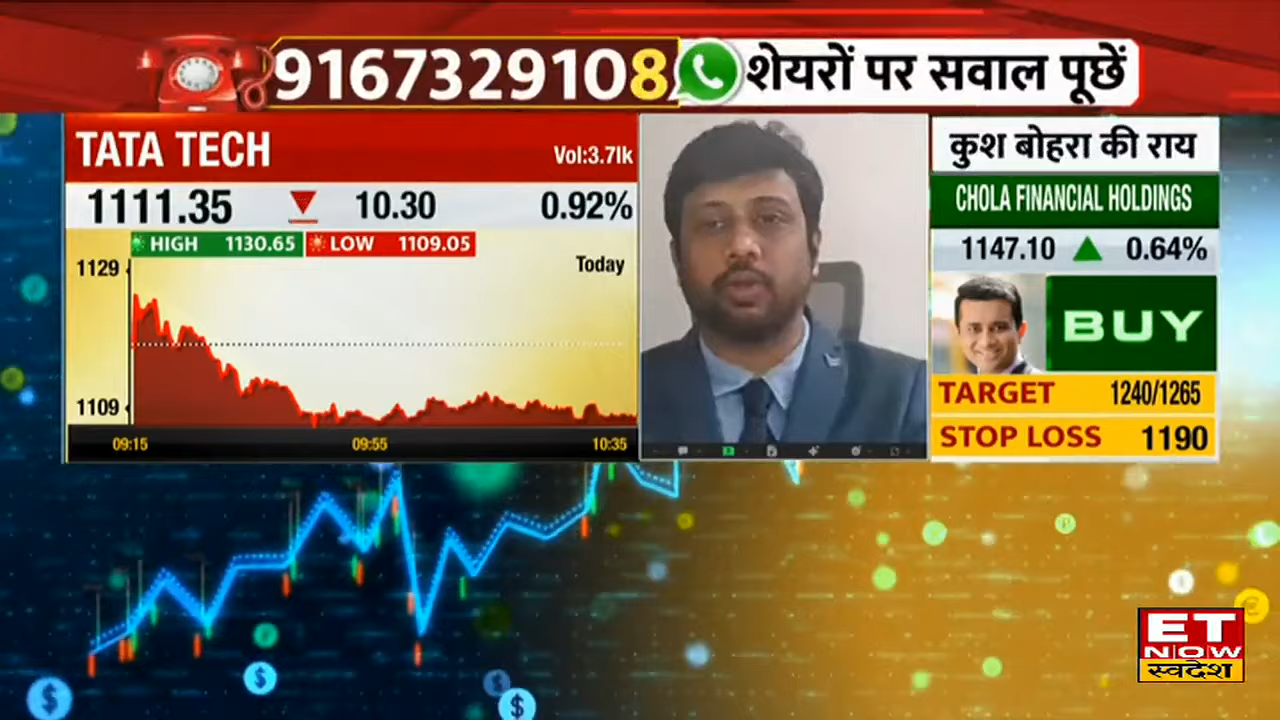 9167329108 शेयरों पर सवाल पूछें
TATA TECH
Vol:3.71k
1111.35 10.30 0.92%
HIGH 1130.65 LOW 1109.05
Today
1129
1109
09:15 09:55 10:35
कुश बोहरा की राय
CHOLA FINANCIAL HOLDINGS
1147.10 0.64%
BUY
TARGET 1240/1265
STOP LOSS 1190
ET
NOW
स्वदेश